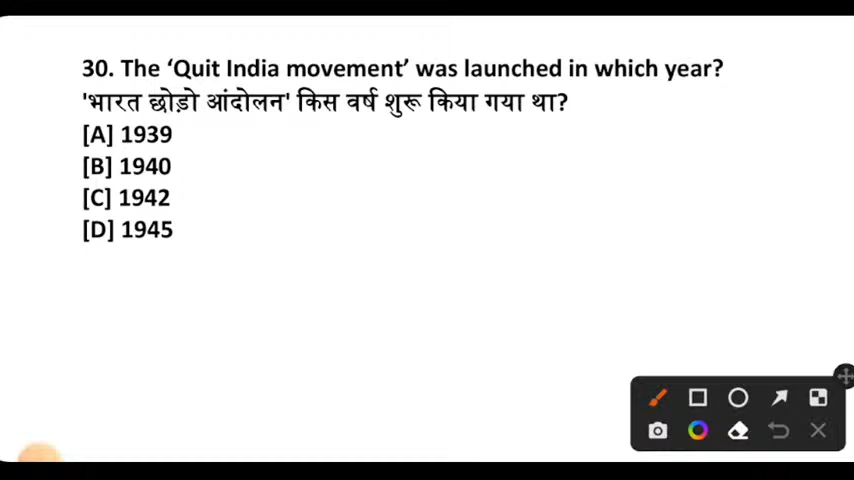 30. The ‘Quit India movement’ was launched in which year?
'भारत छोड़ो आंदोलन' किस वर्ष शुरू किया गया था?
[A] 1939
[B] 1940
[C] 1942
[D] 1945